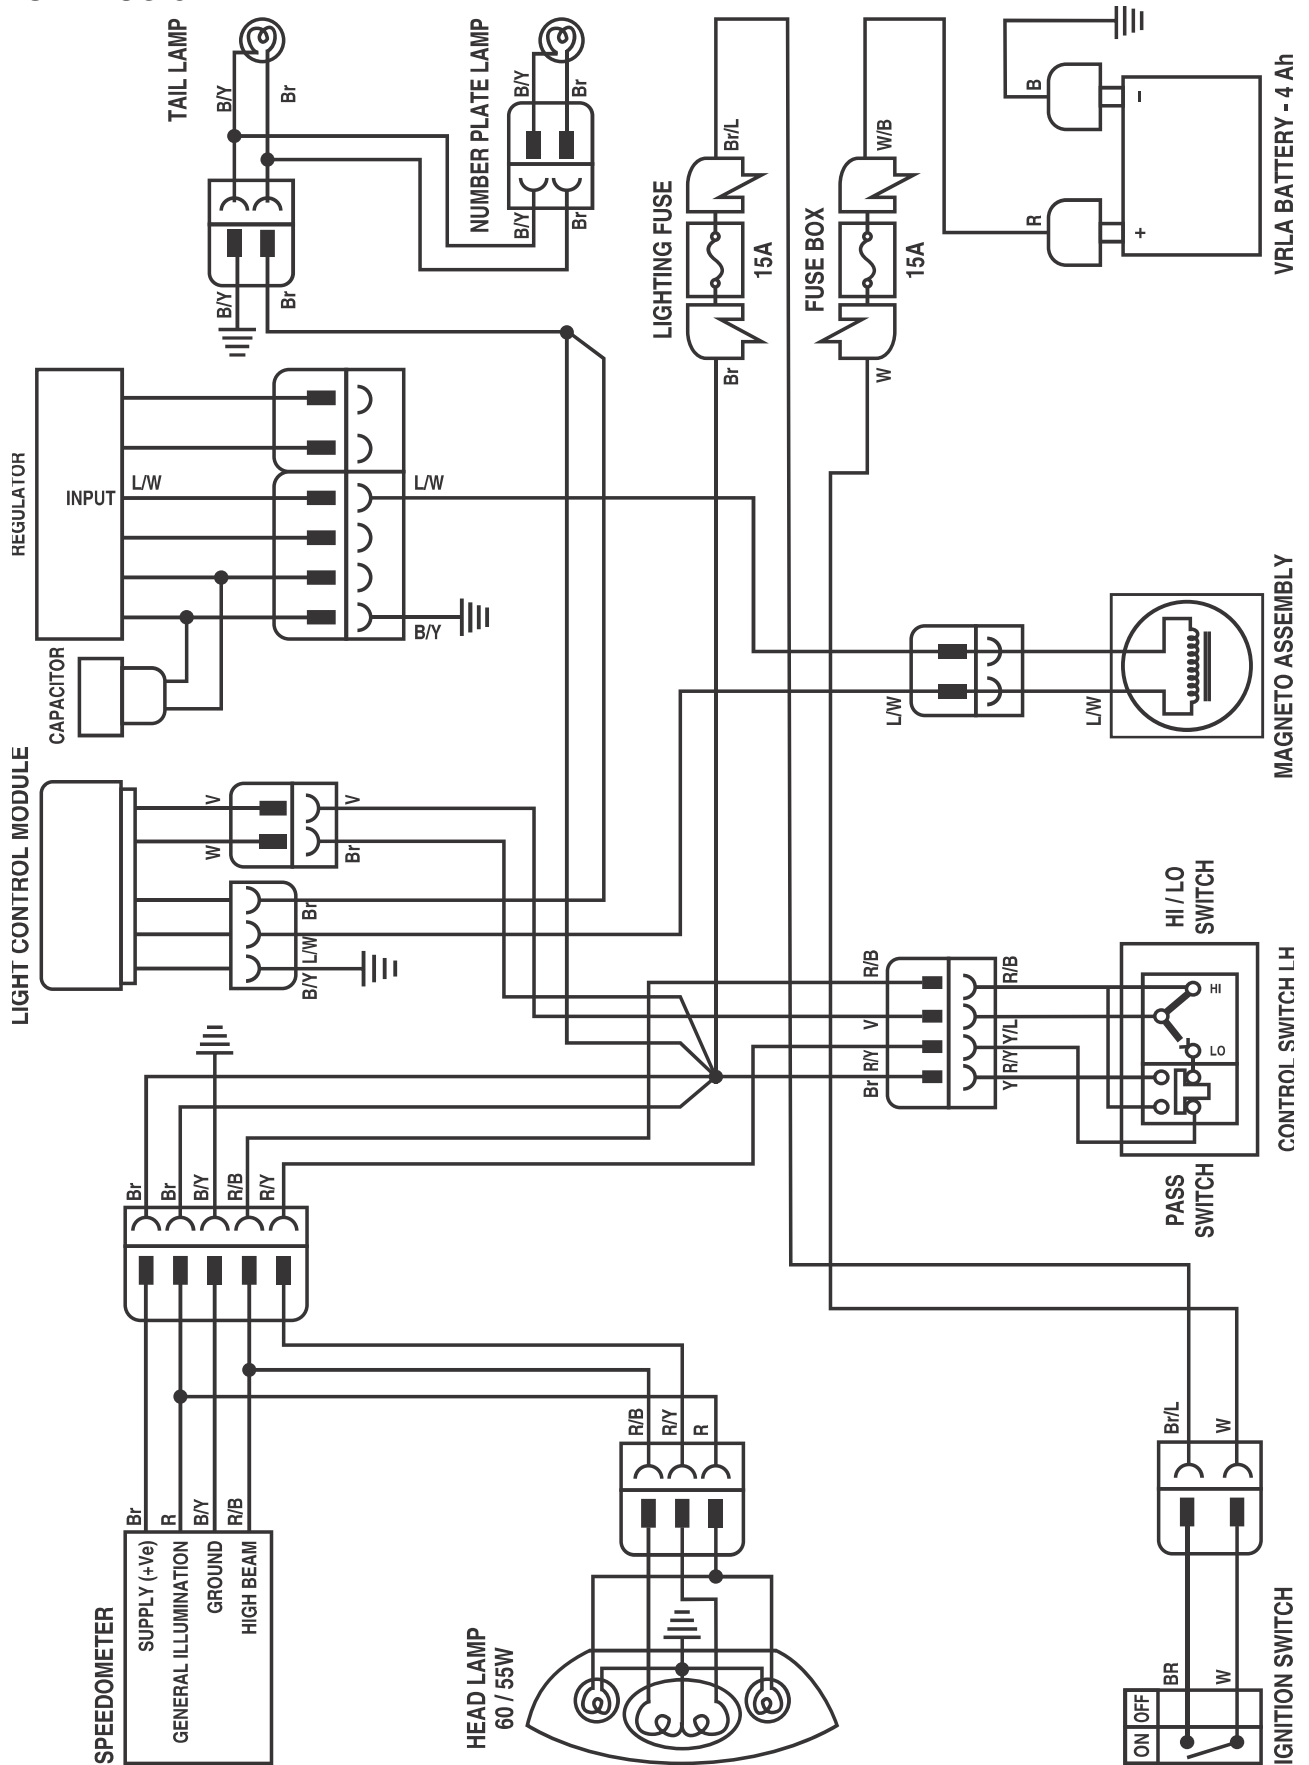 TAIL LAMP
B/Y
Br
B/Y
Br
NUMBER PLATE LAMP
B/Y
Br
B/Y
Br
LIGHTING FUSE
Br/L
15A
Br
FUSE BOX
W/B
15A
W
B
R
-
+
VRLA BATTERY - 4 Ah
REGULATOR
INPUT
L/W
L/W
B/Y
CAPACITOR
MAGNETO ASSEMBLY
L/W
L/W
LIGHT CONTROL MODULE
V
W
V
Br
Br
L/W
B/Y
HI / LO
SWITCH
R/B
V
R/Y
Br
R/B
Y/L
R/Y
Y
HI
LO
CONTROL SWITCH LH
PASS
SWITCH
Br
Br
B/Y
R/B
R/Y
Br
R
B/Y
R/B
SPEEDOMETER
SUPPLY (+Ve)
GENERAL ILLUMINATION
GROUND
HIGH BEAM
R/B
R/Y
R
HEAD LAMP
60 / 55W
Br/L
W
BR
W
ON
OFF
IGNITION SWITCH